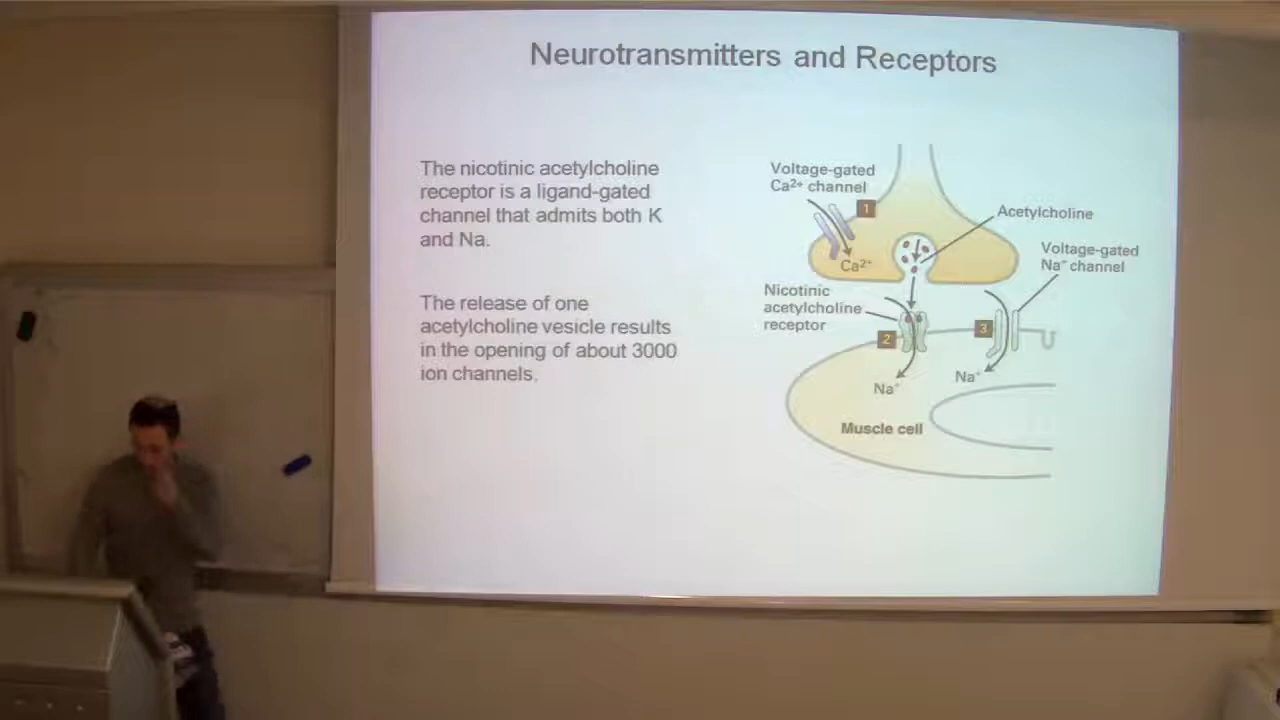 Neurotransmitters and Receptors
The nicotinic acetylcholine
receptor is a ligand-gated
channel that admits both K
and Na.
The release of one
acetylcholine vesicle results
in the opening of about 3000
ion channels.
Voltage-gated
Ca²⁺ channel
1
Acetylcholine
Voltage-gated
Na⁺ channel
Ca²⁺
Nicotinic
acetylcholine
receptor
2
3
Na⁺
Na⁺
Muscle cell